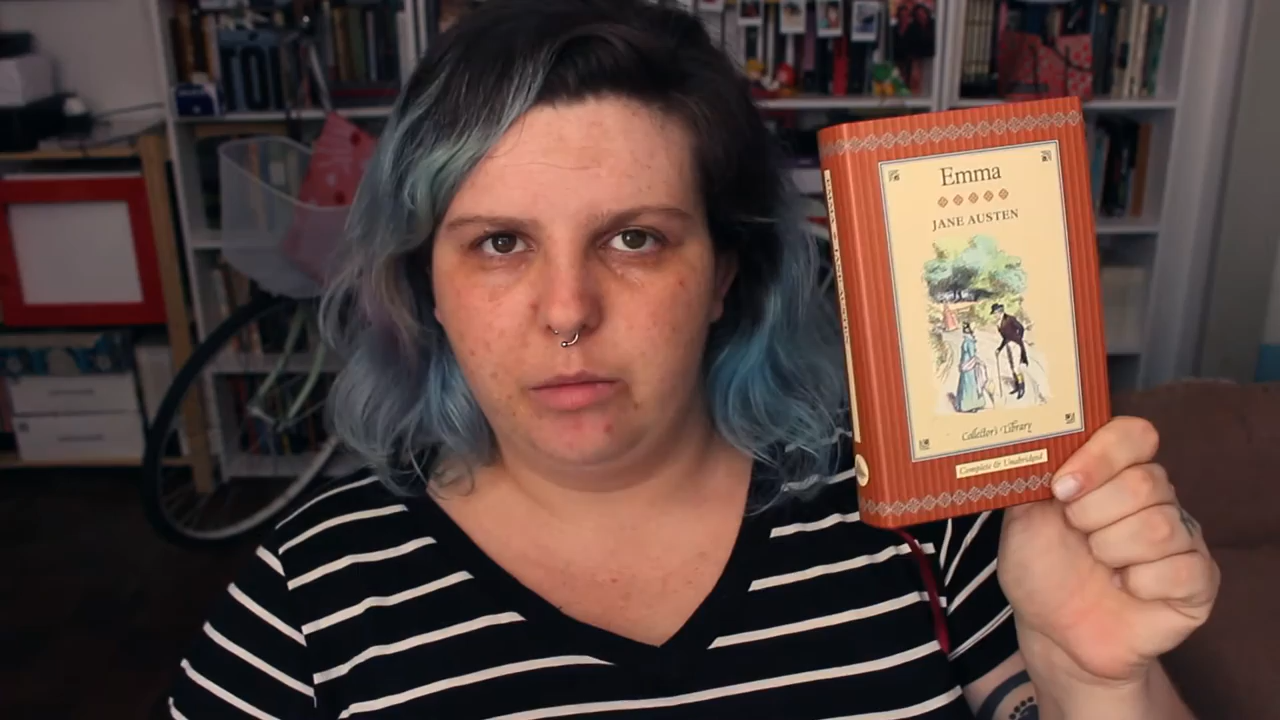 Emma
JANE AUSTEN
Collector's Library
Complete & Unabridged